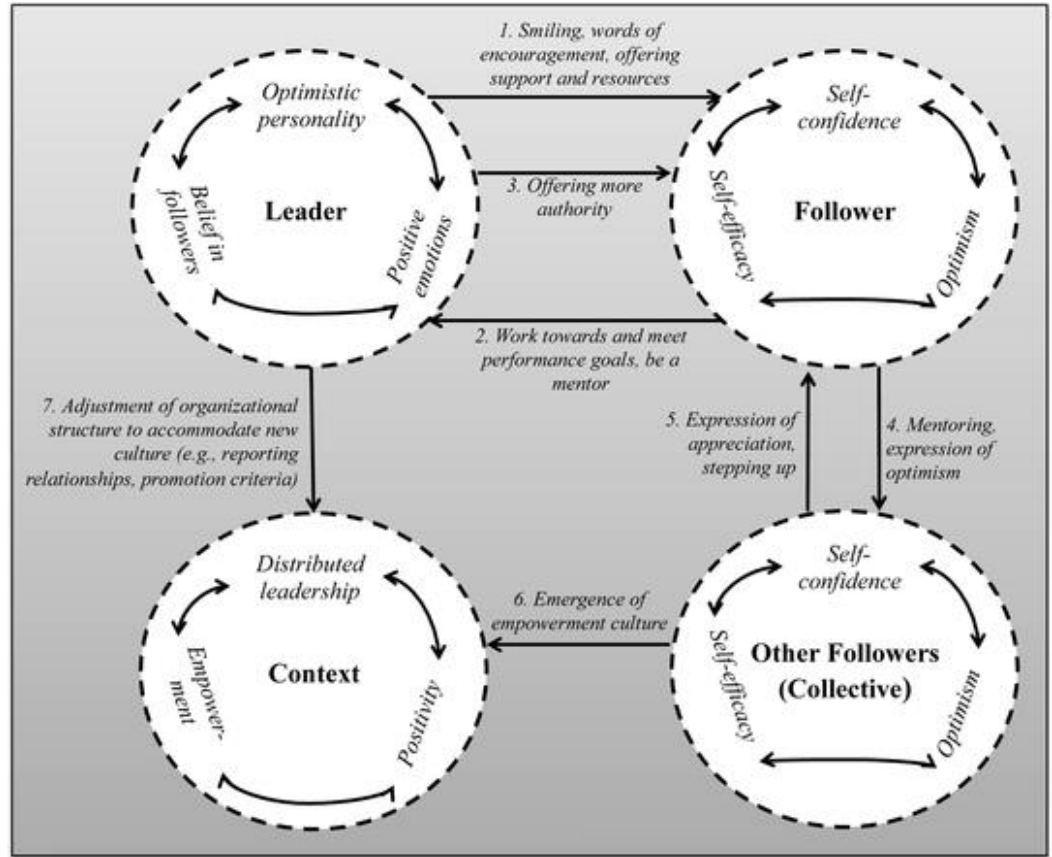 1. Smiling, words of
encouragement, offering
support and resources
Optimistic
personality
Belief in
followers
Leader
Positive
emotions
3. Offering more
authority
Self-
confidence
Self-efficacy
Follower
Optimism
2. Work towards and meet
performance goals, be a
mentor
7. Adjustment of organizational
structure to accommodate new
culture (e.g., reporting
relationships, promotion criteria)
5. Expression of
appreciation,
stepping up
4. Mentoring,
expression of
optimism
Distributed
leadership
Empower-
ment
Context
Positivity
6. Emergence of
empowerment culture
Self-
confidence
Self-efficacy
Other Followers
(Collective)
Optimism